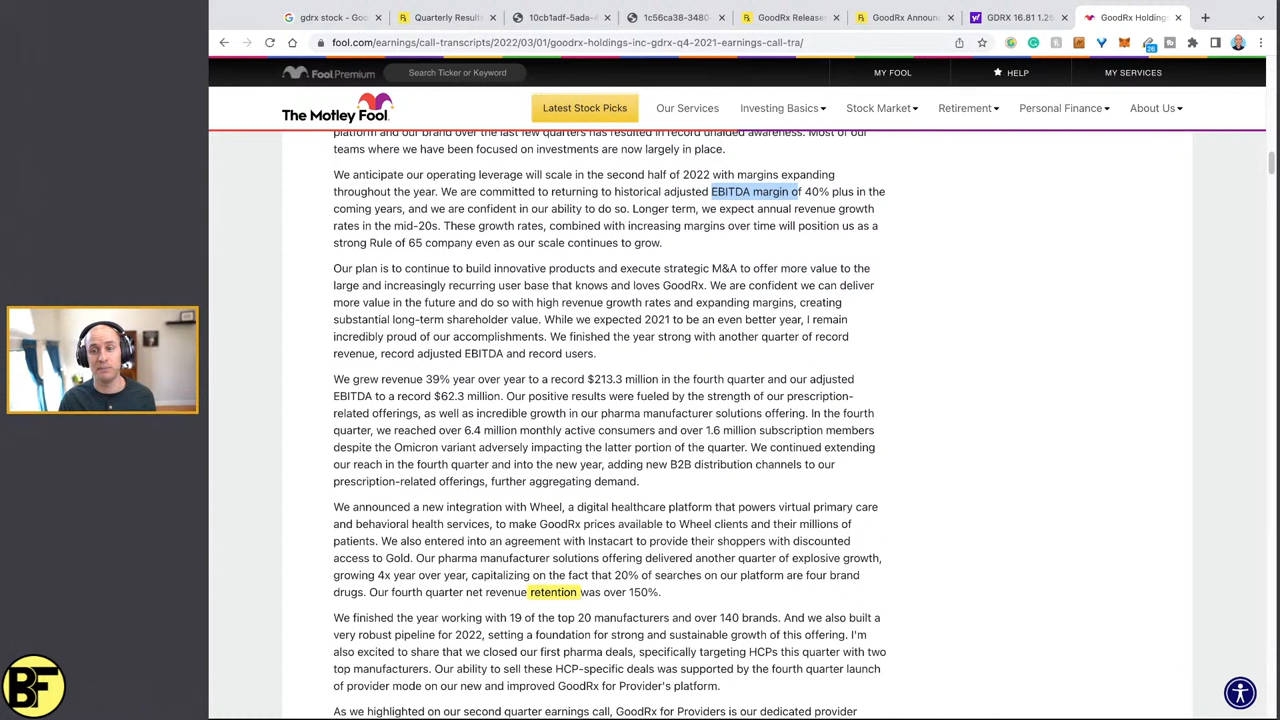 gdrx stock - Goo
Quarterly Result
10cb1adf-5ada-4
1c56ca38-3480-
GoodRx Releases
GoodRx Announ
GDRX 16.81 1.25
GoodRx Holdings
fool.com/earnings/call-transcripts/2022/03/01/goodrx-holdings-inc-gdrx-q4-2021-earnings-call-tra/
26
Fool Premium
Search Ticker or Keyword
MY FOOL
HELP
MY SERVICES
The Motley Fool
Latest Stock Picks
Our Services
Investing Basics
Stock Market
Retirement
Personal Finance
About Us
platform and our brand over the last few quarters has resulted in record unaided awareness. Most of our
teams where we have been focused on investments are now largely in place.
We anticipate our operating leverage will scale in the second half of 2022 with margins expanding
throughout the year. We are committed to returning to historical adjusted EBITDA margin of 40% plus in the
coming years, and we are confident in our ability to do so. Longer term, we expect annual revenue growth
rates in the mid-20s. These growth rates, combined with increasing margins over time will position us as a
strong Rule of 65 company even as our scale continues to grow.
Our plan is to continue to build innovative products and execute strategic M&A to offer more value to the
large and increasingly recurring user base that knows and loves GoodRx. We are confident we can deliver
more value in the future and do so with high revenue growth rates and expanding margins, creating
substantial long-term shareholder value. While we expected 2021 to be an even better year, I remain
incredibly proud of our accomplishments. We finished the year strong with another quarter of record
revenue, record adjusted EBITDA and record users.
We grew revenue 39% year over year to a record $213.3 million in the fourth quarter and our adjusted
EBITDA to a record $62.3 million. Our positive results were fueled by the strength of our prescription-
related offerings, as well as incredible growth in our pharma manufacturer solutions offering. In the fourth
quarter, we reached over 6.4 million monthly active consumers and over 1.6 million subscription members
despite the Omicron variant adversely impacting the latter portion of the quarter. We continued extending
our reach in the fourth quarter and into the new year, adding new B2B distribution channels to our
prescription-related offerings, further aggregating demand.
We announced a new integration with Wheel, a digital healthcare platform that powers virtual primary care
and behavioral health services, to make GoodRx prices available to Wheel clients and their millions of
patients. We also entered into an agreement with Instacart to provide their shoppers with discounted
access to Gold. Our pharma manufacturer solutions offering delivered another quarter of explosive growth,
growing 4x year over year, capitalizing on the fact that 20% of searches on our platform are four brand
drugs. Our fourth quarter net revenue retention was over 150%.
We finished the year working with 19 of the top 20 manufacturers and over 140 brands. And we also built a
very robust pipeline for 2022, setting a foundation for strong and sustainable growth of this offering. I'm
also excited to share that we closed our first pharma deals, specifically targeting HCPs this quarter with two
top manufacturers. Our ability to sell these HCP-specific deals was supported by the fourth quarter launch
of provider mode on our new and improved GoodRx for Provider's platform.
As we highlighted on our second quarter earnings call, GoodRx for Providers is our dedicated provider
BF